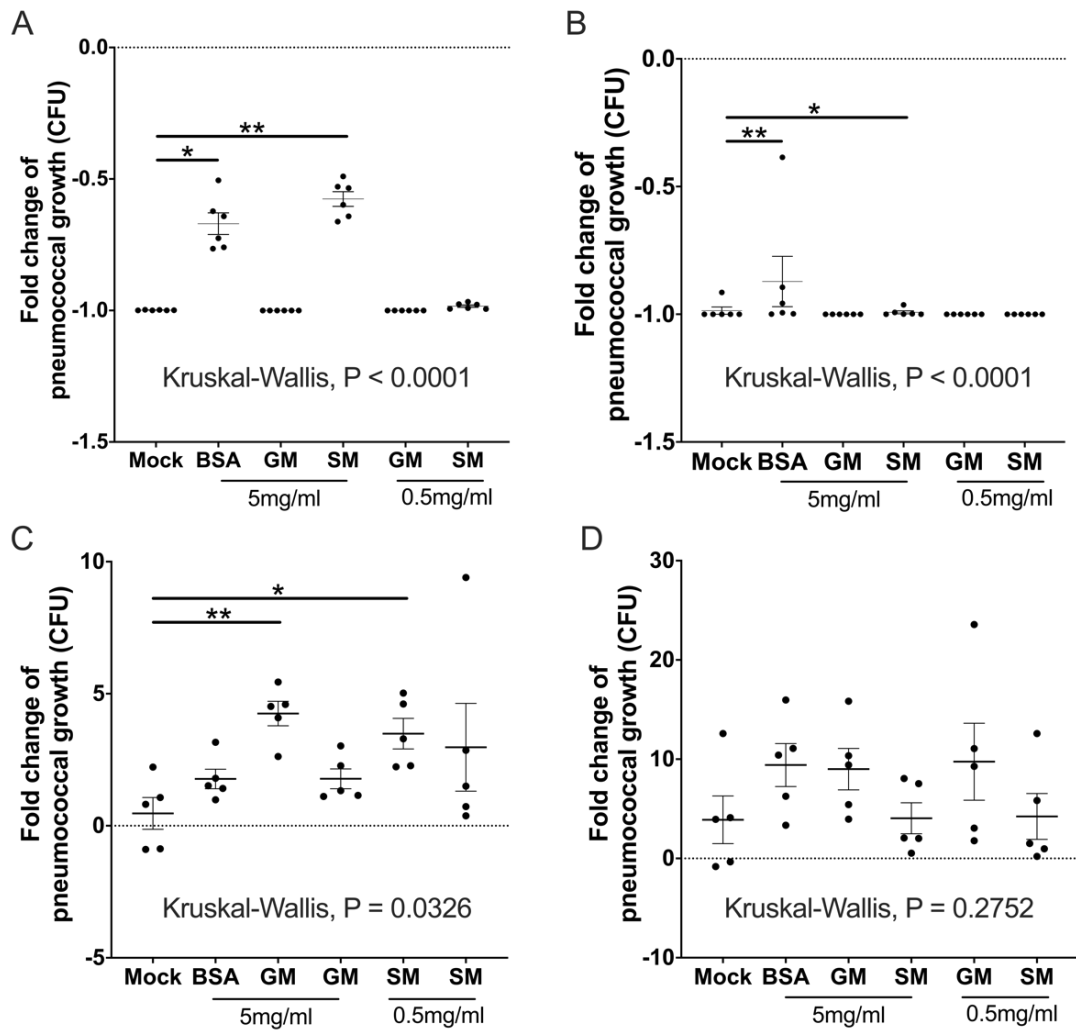 A
Fold change of
pneumococcal growth (CFU)
0.0
-0.5
-1.0
-1.5
**
*
Kruskal-Wallis, P < 0.0001
Mock BSA GM SM GM SM
5mg/ml 0.5mg/ml
B
Fold change of
pneumococcal growth (CFU)
0.0
-0.5
-1.0
-1.5
*
**
Kruskal-Wallis, P < 0.0001
Mock BSA GM SM GM SM
5mg/ml 0.5mg/ml
C
Fold change of
pneumococcal growth (CFU)
10
5
0
-5
*
**
Kruskal-Wallis, P = 0.0326
Mock BSA GM GM SM SM
5mg/ml 0.5mg/ml
D
Fold change of
pneumococcal growth (CFU)
30
20
10
0
-10
Kruskal-Wallis, P = 0.2752
Mock BSA GM SM GM SM
5mg/ml 0.5mg/ml